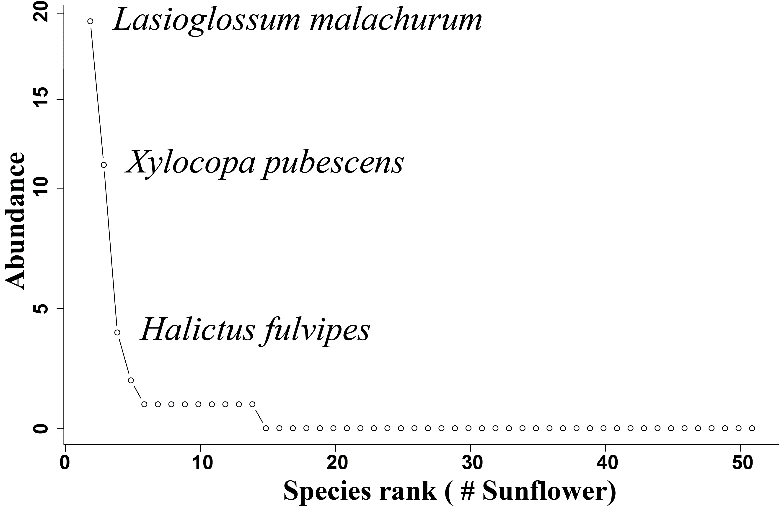 20
Lasioglossum malachurum
15
Xylocopa pubescens
10
Abundance
5
Halictus fulvipes
0
0 10 20 30 40 50
Species rank ( # Sunflower)